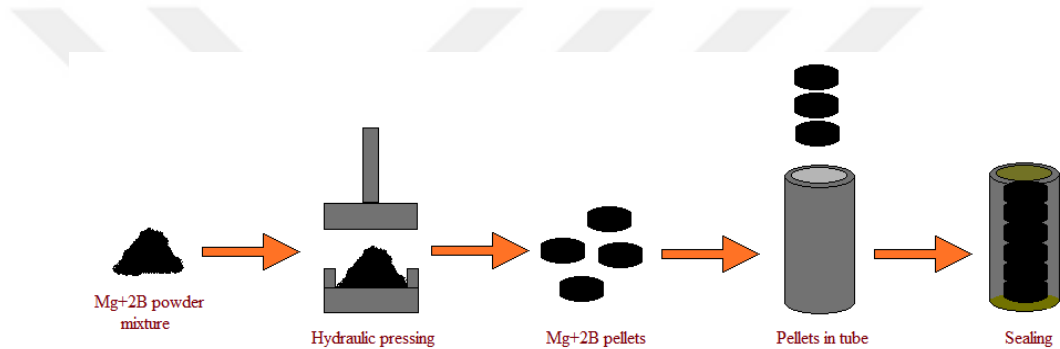 Mg+2B powder
mixture
Hydraulic pressing
Mg+2B pellets
Pellets in tube
Sealing